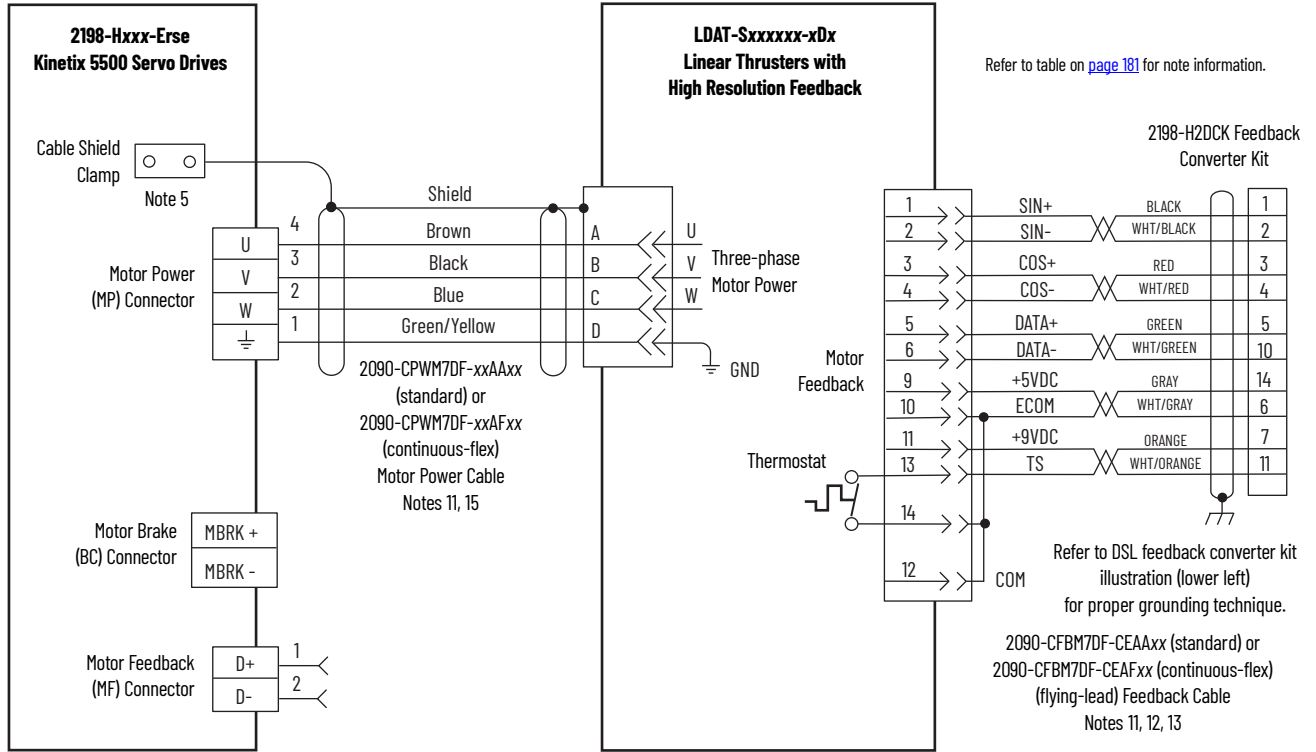 2198-Hxxx-Erse
Kinetix 5500 Servo Drives
LDAT-Sxxxxxx-xDx
Linear Thrusters with
High Resolution Feedback
Refer to table on page 181 for note information.
2198-H2DCK Feedback
Converter Kit
Cable Shield
Clamp
Note 5
Shield
Motor Power
(MP) Connector
U
V
W
4
3
2
1
Brown
Black
Blue
Green/Yellow
A
B
C
D
U
V
W
Three-phase
Motor Power
GND
2090-CPWM7DF-xxAAxx
(standard) or
2090-CPWM7DF-xxAFxx
(continuous-flex)
Motor Power Cable
Notes 11, 15
Motor
Feedback
Thermostat
1 SIN+ BLACK 1
2 SIN- WHT/BLACK 2
3 COS+ RED 3
4 COS- WHT/RED 4
5 DATA+ GREEN 5
6 DATA- WHT/GREEN 10
9 +5VDC GRAY 14
10 ECOM WHT/GRAY 6
11 +9VDC ORANGE 7
13 TS WHT/ORANGE 11
14
12 COM
Refer to DSL feedback converter kit
illustration (lower left)
for proper grounding technique.
2090-CFBM7DF-CEAAxx (standard) or
2090-CFBM7DF-CEAFxx (continuous-flex)
(flying-lead) Feedback Cable
Notes 11, 12, 13
Motor Brake
(BC) Connector
MBRK +
MBRK -
Motor Feedback
(MF) Connector
D+ 1
D- 2